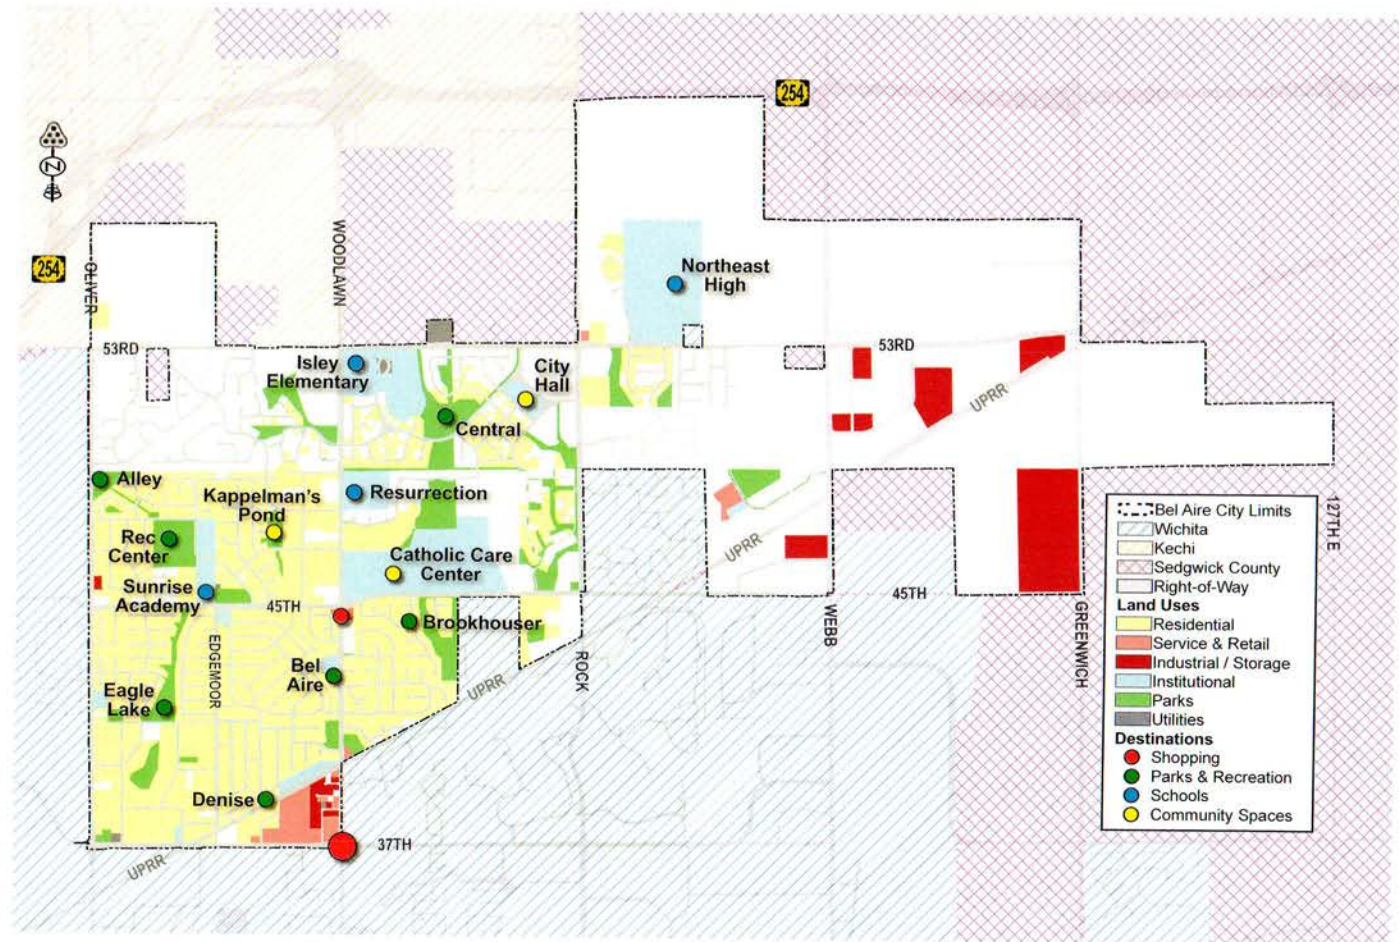 254
254
N
OLIVER
WOODLAWN
Northeast
High
53RD
53RD
Isley
Elementary
City
Hall
Central
UPRR
Alley
Kappelman's
Pond
Resurrection
Rec
Center
Catholic Care
Center
UPRR
Sunrise
Academy
45TH
45TH
Brookhouser
EDGEMOOR
Bel
Aire
Eagle
Lake
UPRR
ROCK
WEBB
GREENWICH
127TH E
Denise
37TH
UPRR
Bel Aire City Limits
Wichita
Kechi
Sedgwick County
Right-of-Way
Land Uses
Residential
Service & Retail
Industrial / Storage
Institutional
Parks
Utilities
Destinations
Shopping
Parks & Recreation
Schools
Community Spaces